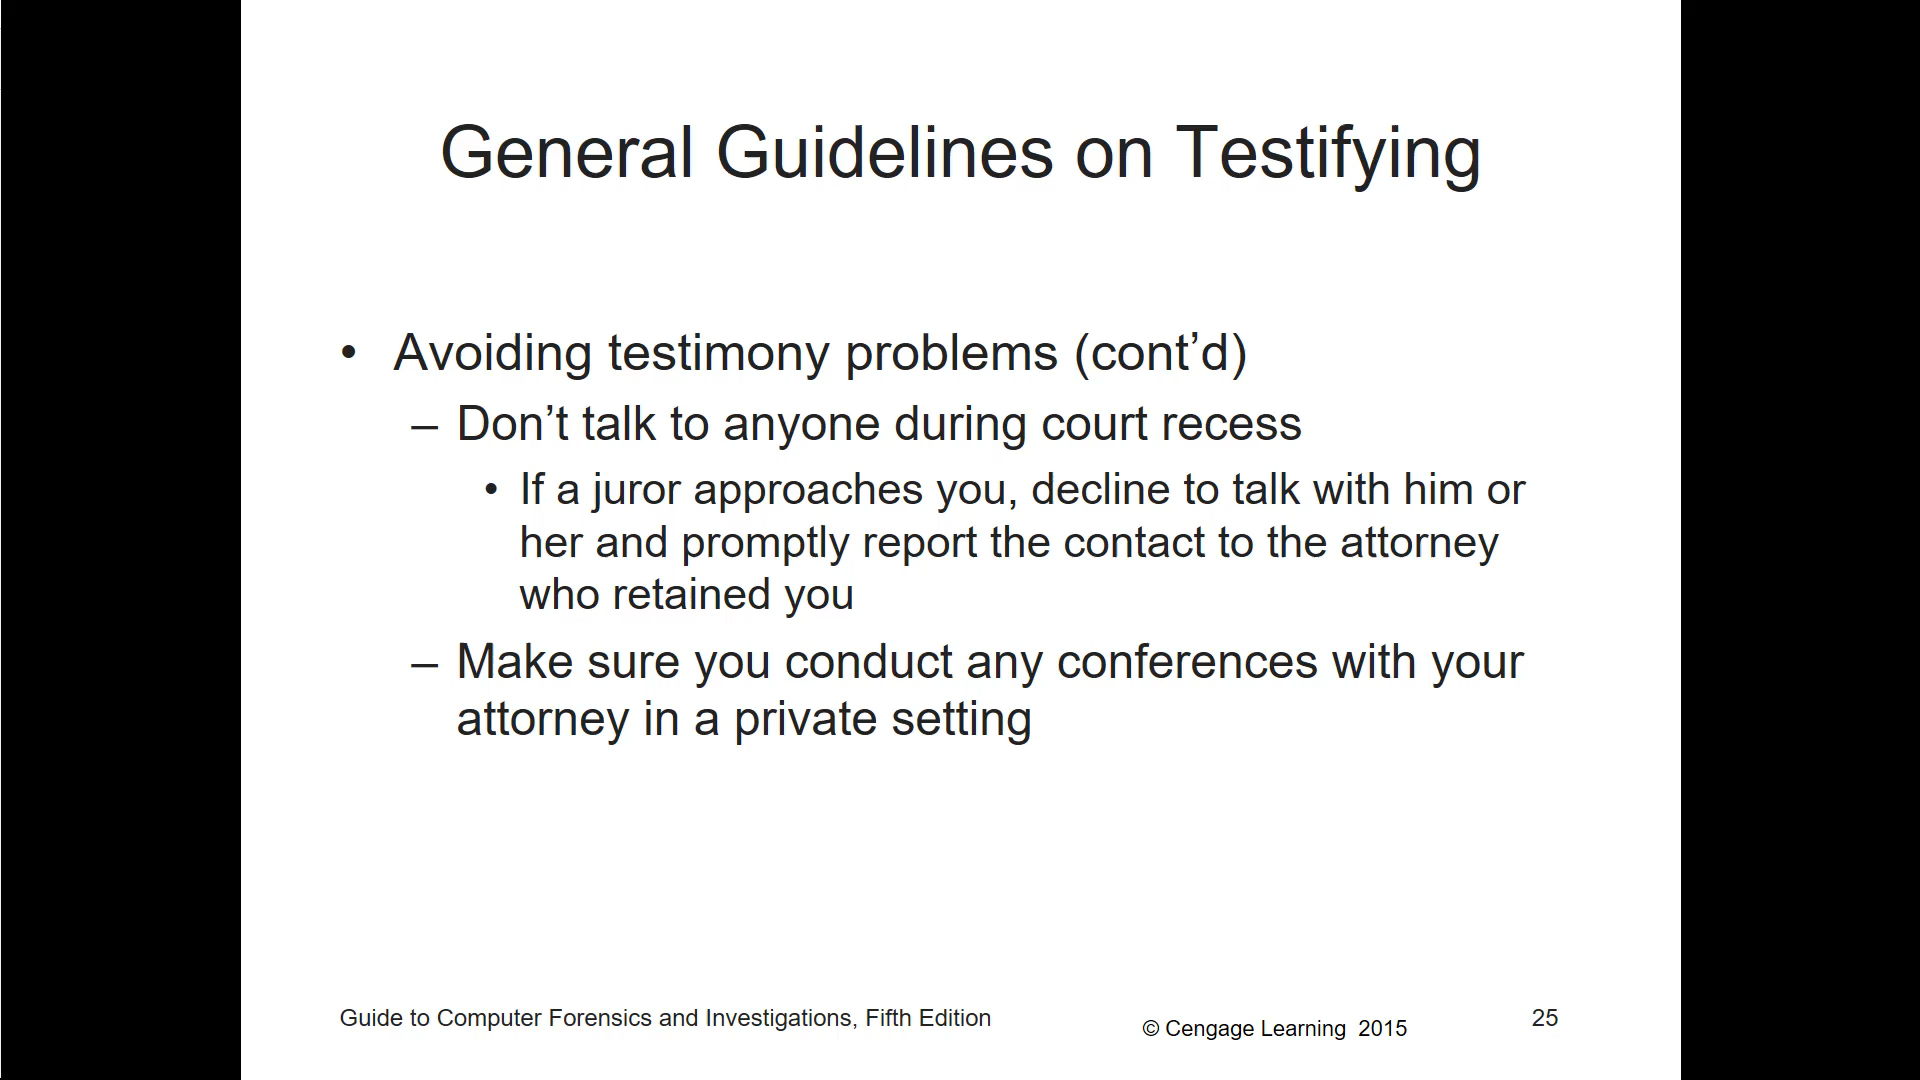 General Guidelines on Testifying
• Avoiding testimony problems (cont’d)
– Don’t talk to anyone during court recess
• If a juror approaches you, decline to talk with him or
her and promptly report the contact to the attorney
who retained you
– Make sure you conduct any conferences with your
attorney in a private setting
Guide to Computer Forensics and Investigations, Fifth Edition
© Cengage Learning 2015
25